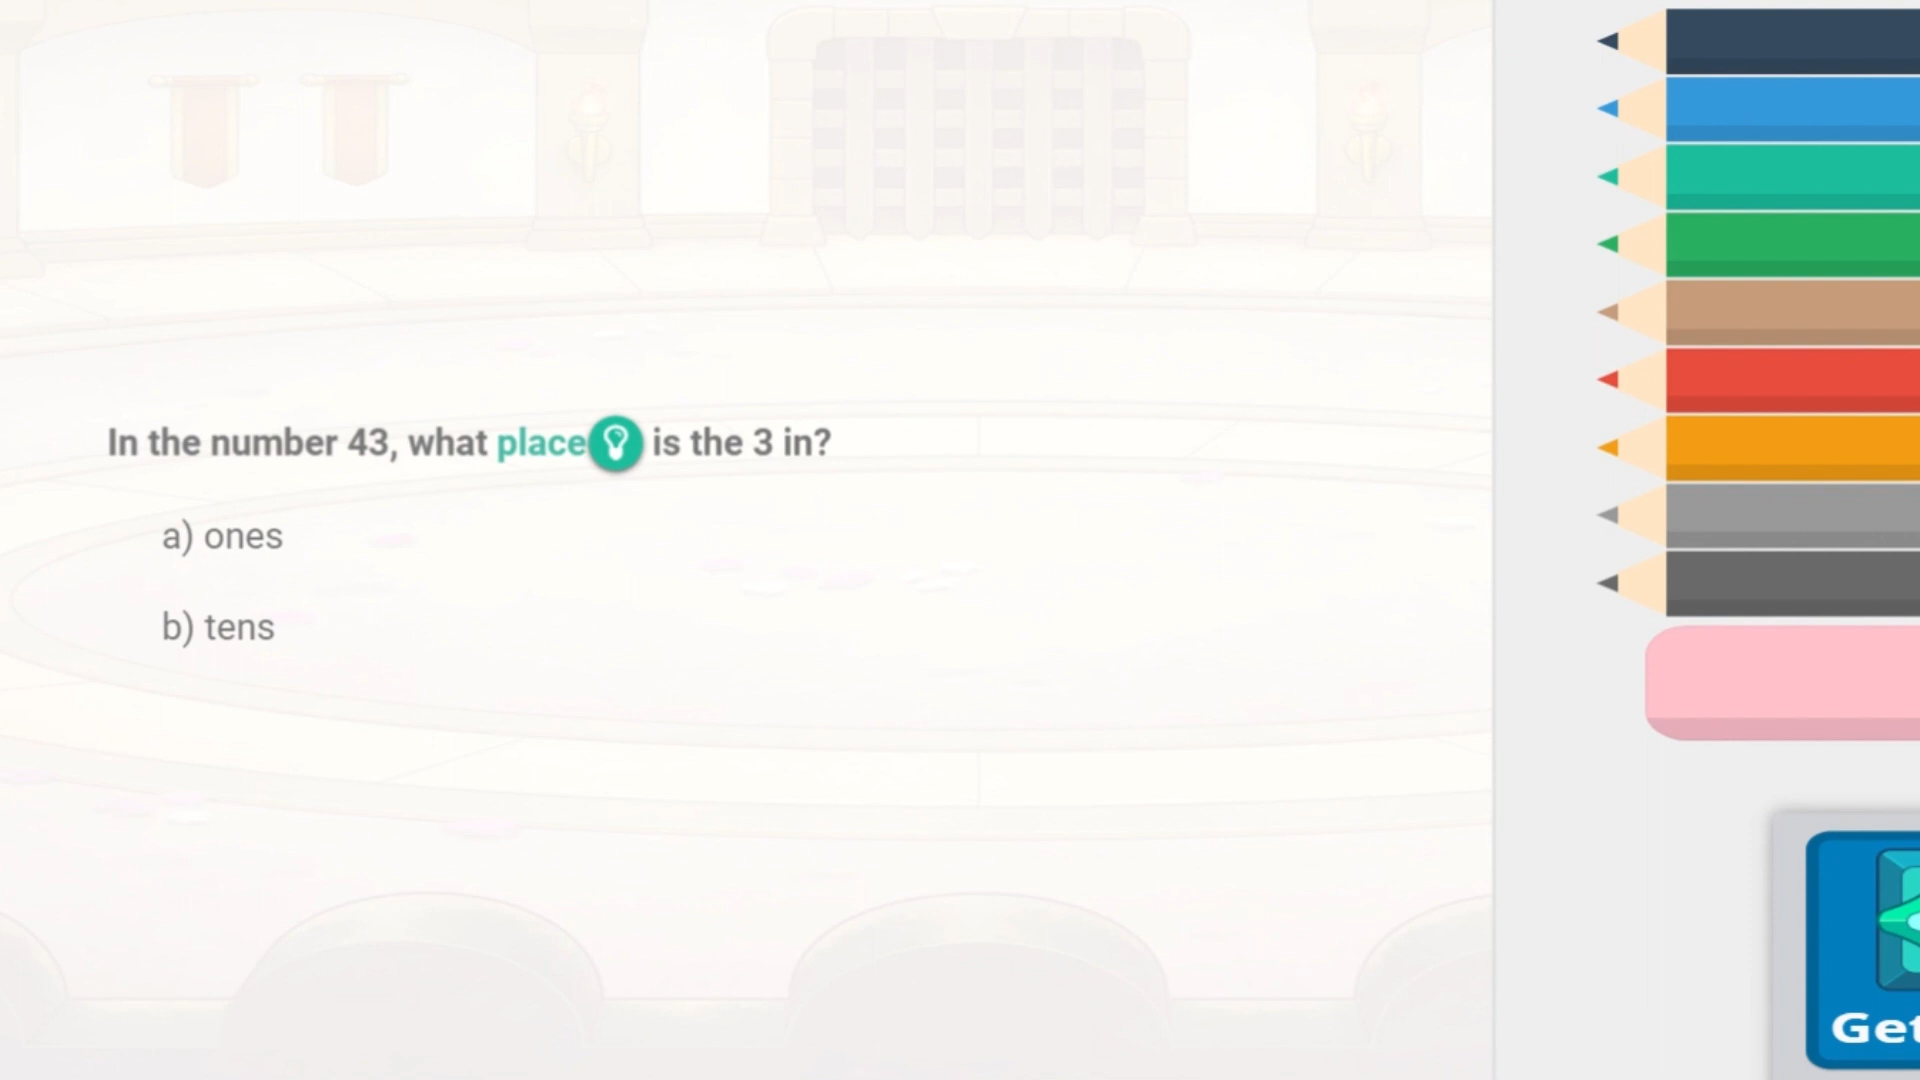 In the number 43, what place is the 3 in?
a) ones
b) tens
Get